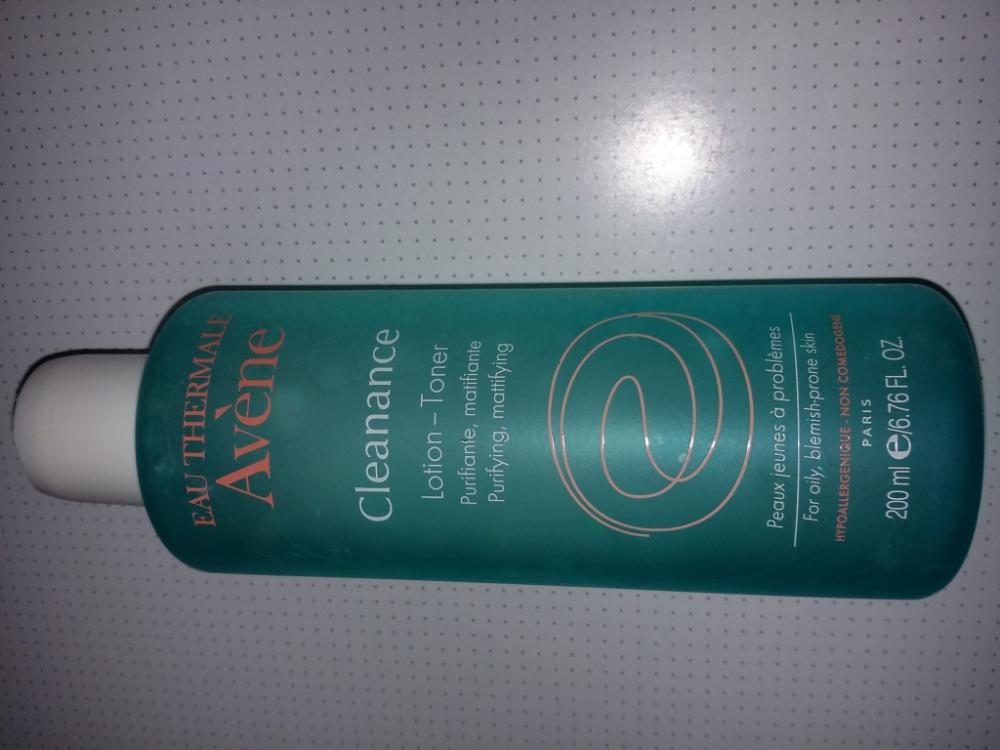 EAU THERMALE
Avène
Cleanance
Lotion – Toner
Purifiante, matifiante
Purifying, mattifying
Peaux jeunes à problèmes
For oily, blemish-prone skin
HYPOALLERGENIQUE - NON COMEDOGENE
PARIS
200 ml e/6.76 FL. OZ.